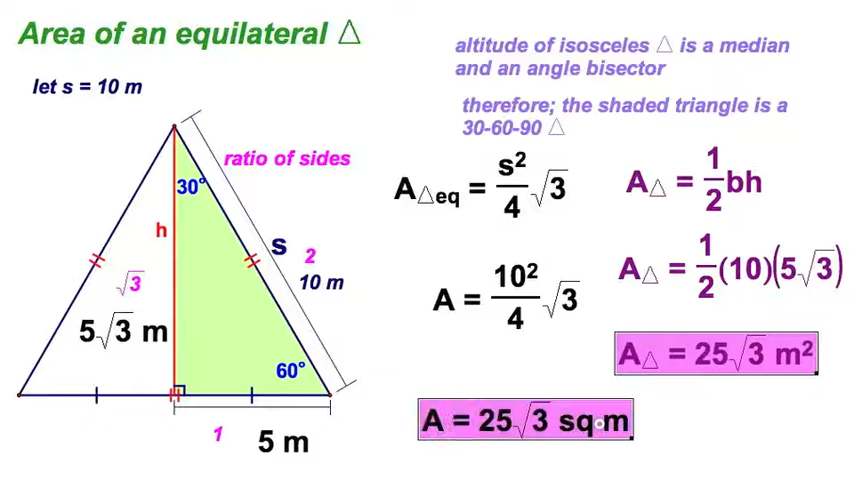 Area of an equilateral △
let s = 10 m
altitude of isosceles △ is a median
and an angle bisector
therefore; the shaded triangle is a
30-60-90 △
ratio of sides
30°
h
s
2
10 m
√3
5√3 m
60°
1
5 m
A△eq = s²/4 √3
A = 10²/4 √3
A = 25√3 sq m
A△ = 1/2 bh
A△ = 1/2 (10)(5√3)
A△ = 25√3 m²